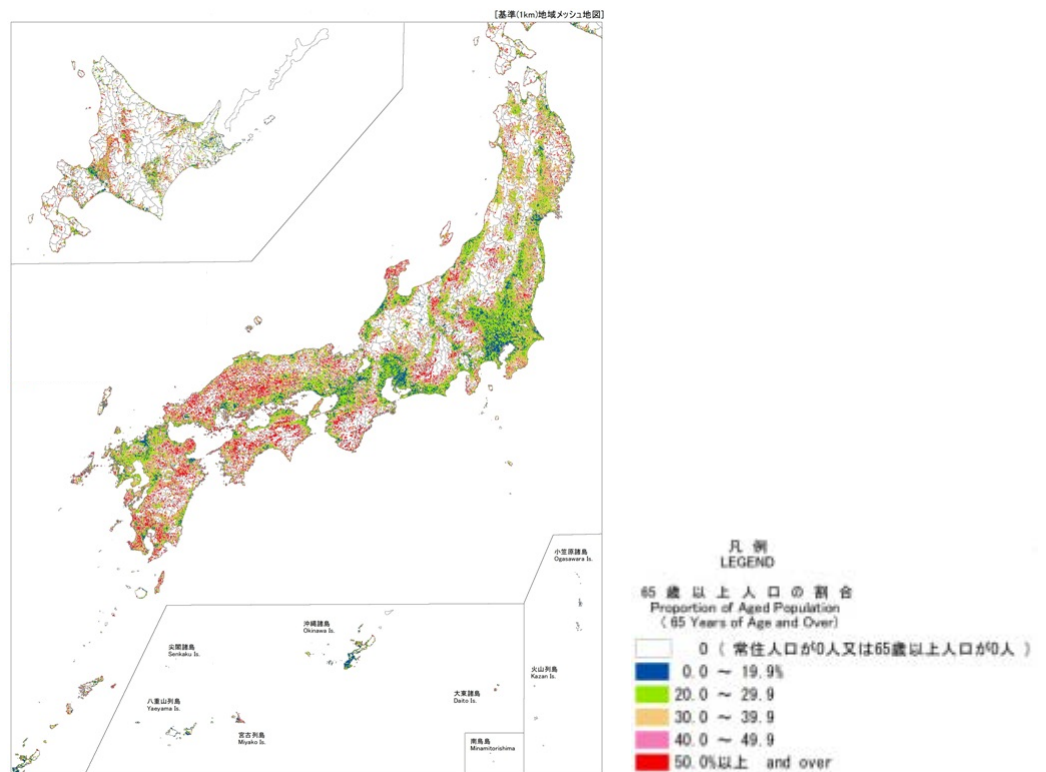 [基準(1km)地域メッシュ地図]
小笠原諸島
Ogasawara Is.
凡 例
LEGEND
65 歳 以 上 人 口 の 割 合
Proportion of Aged Population
( 65 Years of Age and Over)
0 ( 常住人口が0人又は65歳以上人口が0人 )
0.0 ~ 19.9%
20.0 ~ 29.9
30.0 ~ 39.9
40.0 ~ 49.9
50.0%以上 and over
沖縄諸島
Okinawa Is.
尖閣諸島
Senkaku Is.
火山列島
Kazan Is.
大東諸島
Daito Is.
八重山列島
Yaeyama Is.
宮古列島
Miyako Is.
南鳥島
Minamitorishima